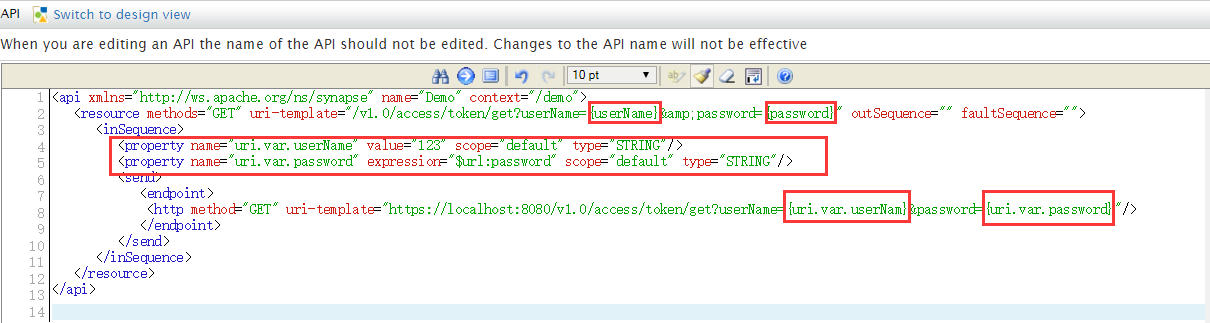 API Switch to design view
When you are editing an API the name of the API should not be edited. Changes to the API name will not be effective
10 pt
1 <api xmlns="http://ws.apache.org/ns/synapse" name="Demo" context="/demo">
2 <resource methods="GET" uri-template="/v1.0/access/token/get?userName={userName}&amp;password={password}" outSequence="" faultSequence="">
3 <inSequence>
4 <property name="uri.var.userName" value="123" scope="default" type="STRING"/>
5 <property name="uri.var.password" expression="$url:password" scope="default" type="STRING"/>
6 <send>
7 <endpoint>
8 <http method="GET" uri-template="https://localhost:8080/v1.0/access/token/get?userName={uri.var.userNam}&password={uri.var.password}"/>
9 </endpoint>
10 </send>
11 </inSequence>
12 </resource>
13 </api>
14